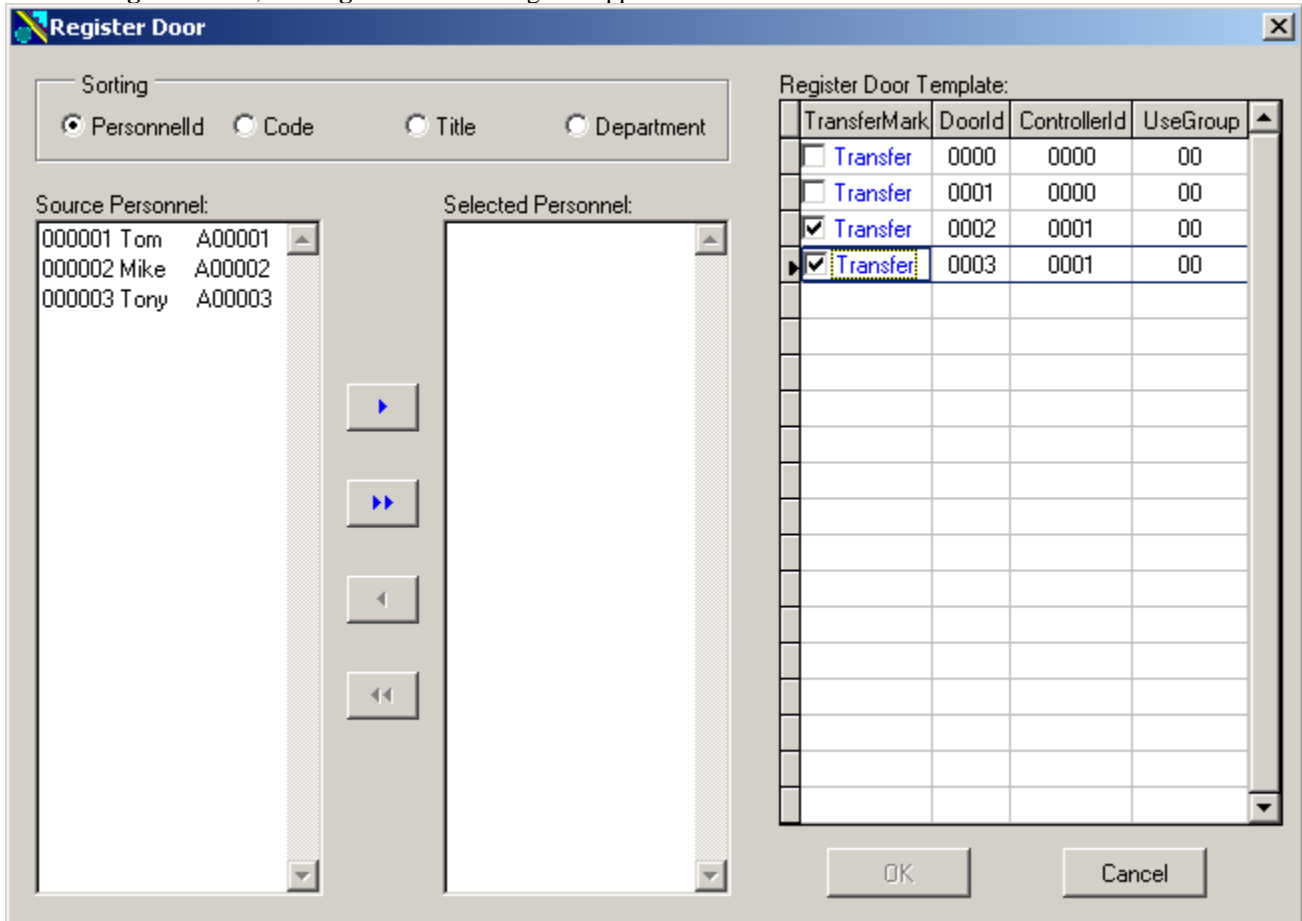 Register Door
Sorting
PersonnelId Code Title Department
Source Personnel:
000001 Tom A00001
000002 Mike A00002
000003 Tony A00003
Selected Personnel:
Register Door Template:
TransferMark DoorId ControllerId UseGroup
Transfer 0000 0000 00
Transfer 0001 0000 00
Transfer 0002 0001 00
Transfer 0003 0001 00
OK Cancel